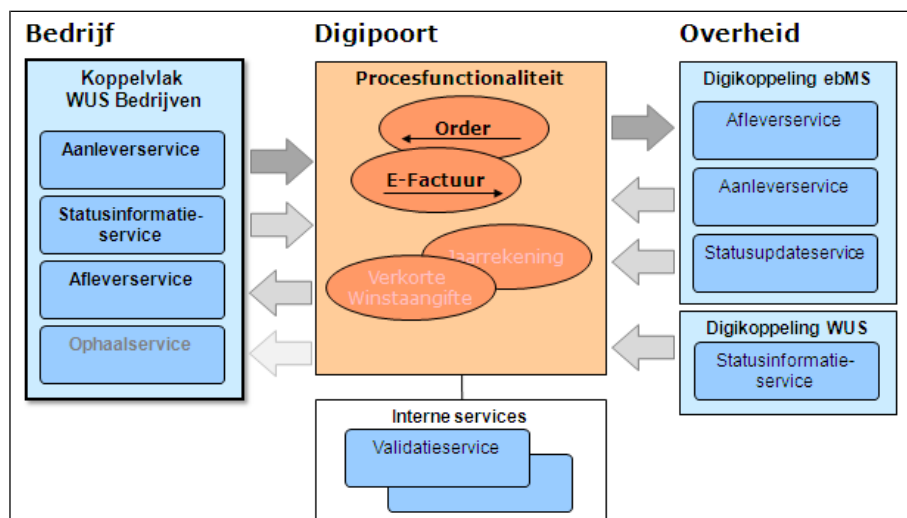 Bedrijf
Koppelvlak
WUS Bedrijven
Aanleverservice
Statusinformatie-
service
Afleverservice
Ophaalservice
Digipoort
Procesfunctionaliteit
Order
E-Factuur
Jaarrekening
Verkorte
Winstaangifte
Interne services
Validatieservice
Overheid
Digikoppeling ebMS
Afleverservice
Aanleverservice
Statusupdateservice
Digikoppeling WUS
Statusinformatie-
service